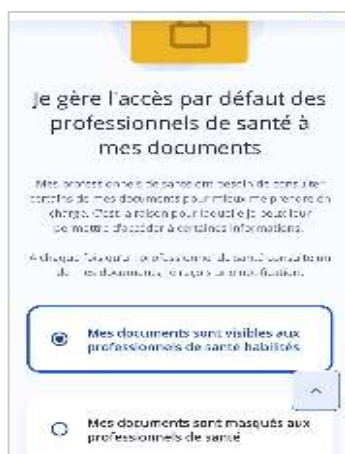 Je gère l'accès par défaut des
professionnels de santé à
mes documents
Mes professionnels de santé ont besoin de consulter
certains de mes documents pour mieux me prendre en
charge. C'est la raison pour laquelle je peux leur
permettre d'accéder à certaines informations.
A chaque fois qu'un professionnel de santé consulte un
de mes documents, je reçois une notification.
Mes documents sont visibles aux
professionnels de santé habilités
Mes documents sont masqués aux
professionnels de santé